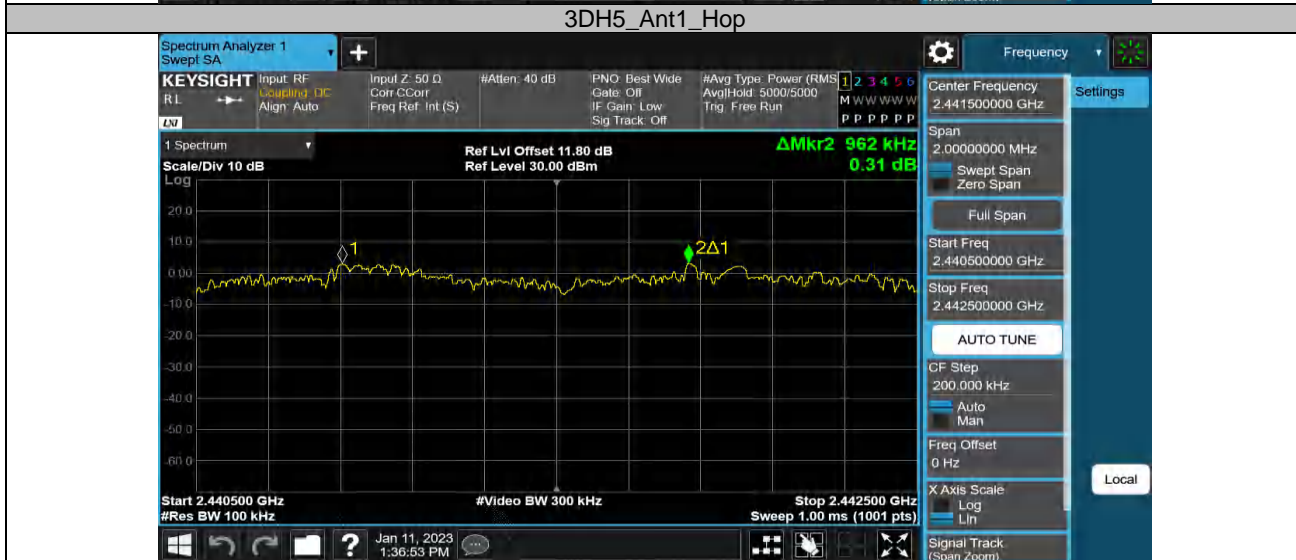 3DH5_Ant1_Hop
Spectrum Analyzer 1
Swept SA
+
Frequency
KEYSIGHT
RL
LXI
Input: RF
Coupling: DC
Align: Auto
Input Z: 50 Ω
Corr CCorr
Freq Ref: Int (S)
#Atten: 40 dB
PNO: Best Wide
Gate: Off
IF Gain: Low
Sig Track: Off
#Avg Type: Power (RMS
Avg|Hold: 5000/5000
Trig: Free Run
1 2 3 4 5 6
M W W W W W
P P P P P P
1 Spectrum
Scale/Div 10 dB
Ref Lvl Offset 11.80 dB
Ref Level 30.00 dBm
ΔMkr2 962 kHz
0.31 dB
Log
20.0
10.0
0.00
-10.0
-20.0
-30.0
-40.0
-50.0
-60.0
1
2Δ1
Start 2.440500 GHz
#Res BW 100 kHz
#Video BW 300 kHz
Stop 2.442500 GHz
Sweep 1.00 ms (1001 pts)
Center Frequency
2.441500000 GHz
Settings
Span
2.00000000 MHz
Swept Span
Zero Span
Full Span
Start Freq
2.440500000 GHz
Stop Freq
2.442500000 GHz
AUTO TUNE
CF Step
200.000 kHz
Auto
Man
Freq Offset
0 Hz
X Axis Scale
Log
Lin
Local
Signal Track
(Span Zoom)
?
Jan 11, 2023
1:36:53 PM